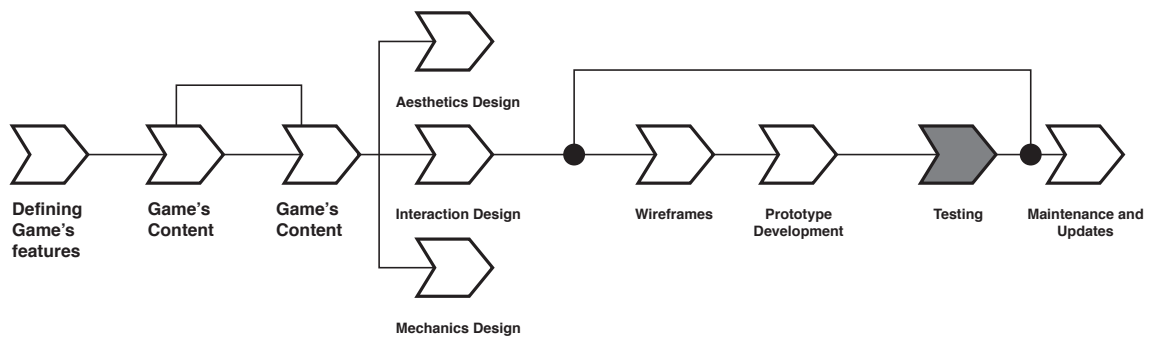 Aesthetics Design
Defining
Game's
features
Game's
Content
Game's
Content
Interaction Design
Wireframes
Prototype
Development
Testing
Maintenance and
Updates
Mechanics Design